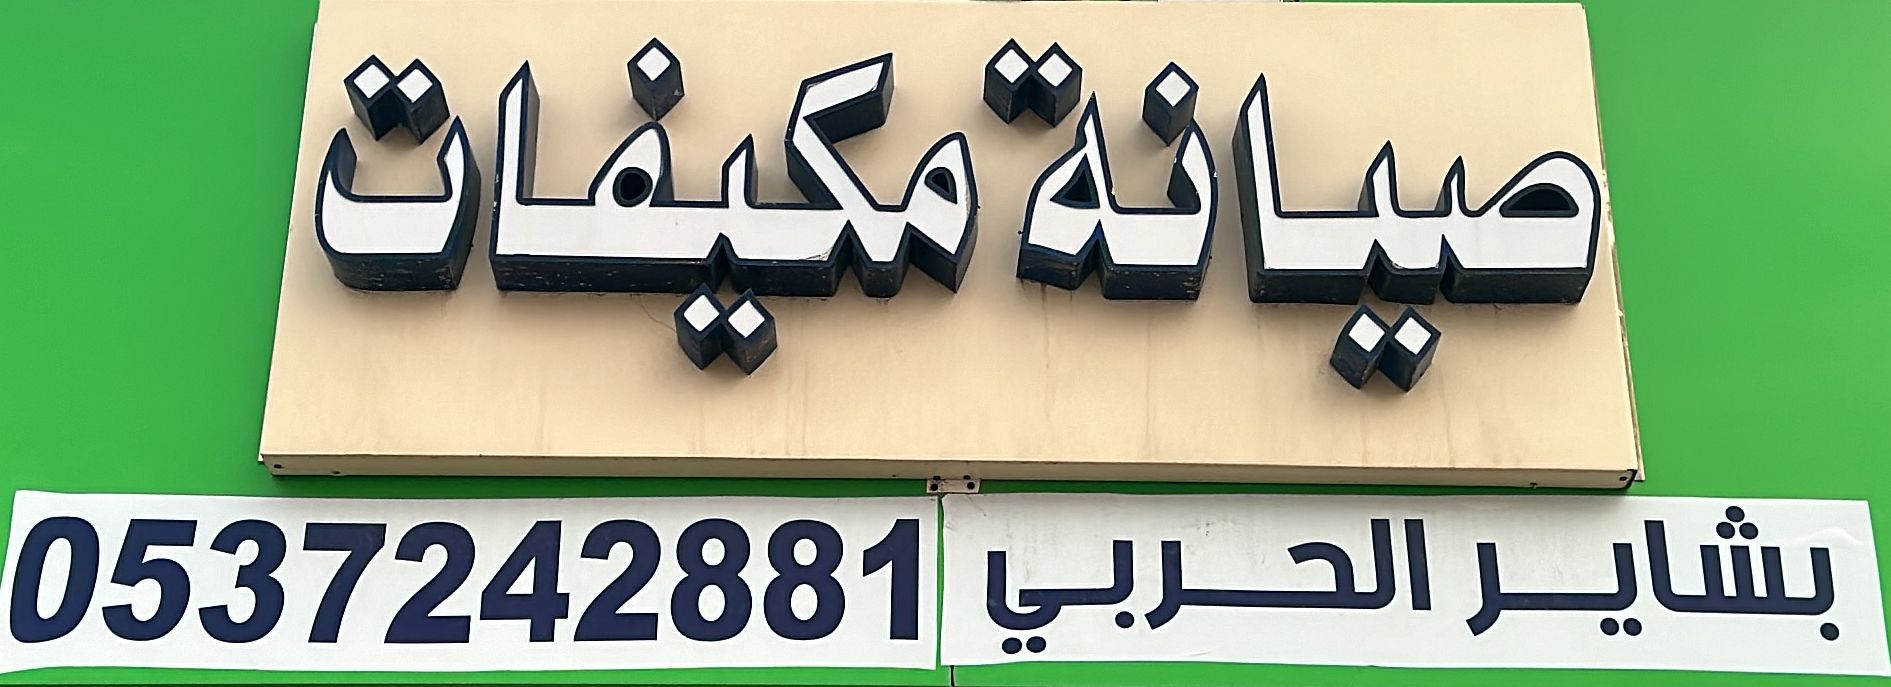 صيانة مكيفات
بشاير الحربي 0537242881